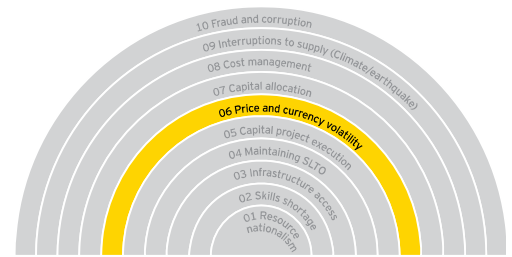 10 Fraud and corruption
09 Interruptions to supply (Climate/earthquake)
08 Cost management
07 Capital allocation
06 Price and currency volatility
05 Capital project execution
04 Maintaining SLTO
03 Infrastructure access
02 Skills shortage
01 Resource
nationalism